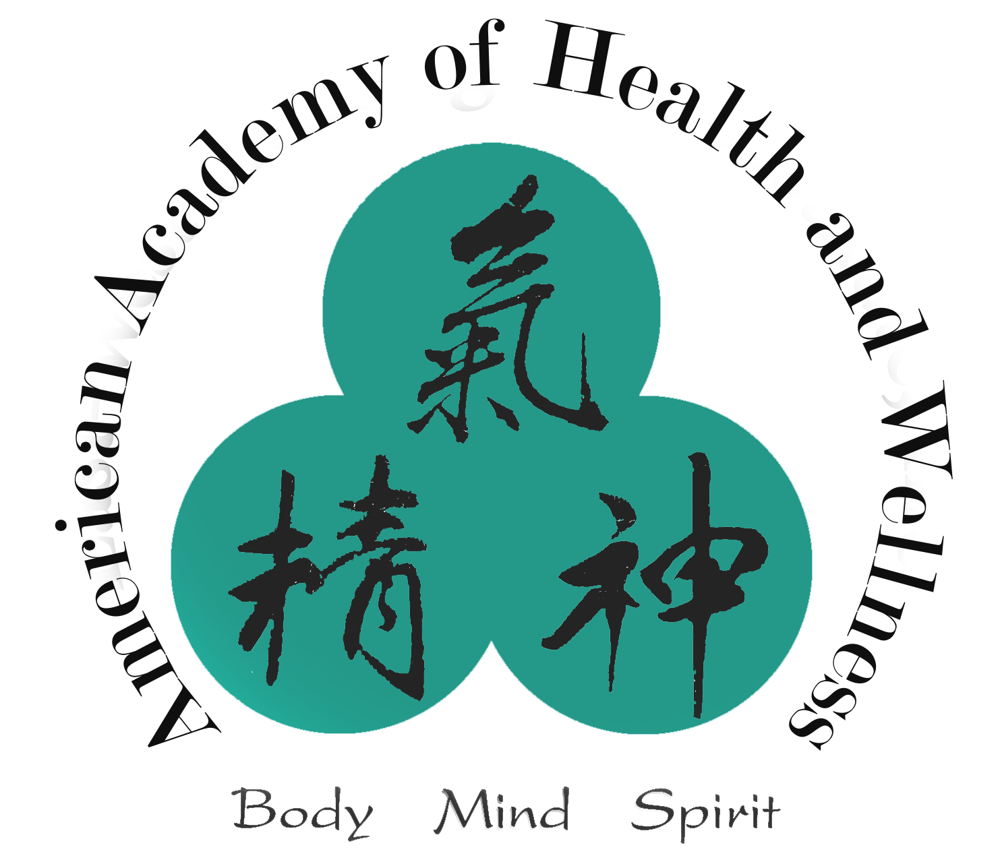 American Academy of Health and Wellness
氣
精 神
Body Mind Spirit